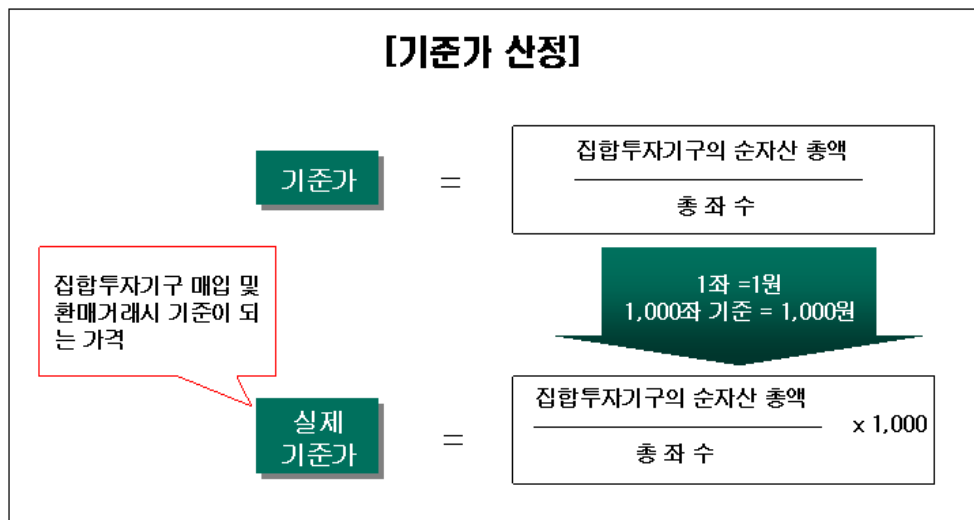 [기준가 산정]
기준가
=
집합투자기구의 순자산 총액
총 좌 수
집합투자기구 매입 및
환매거래시 기준이 되
는 가격
1좌 =1원
1,000좌 기준 = 1,000원
실제
기준가
=
집합투자기구의 순자산 총액
총 좌 수
x 1,000